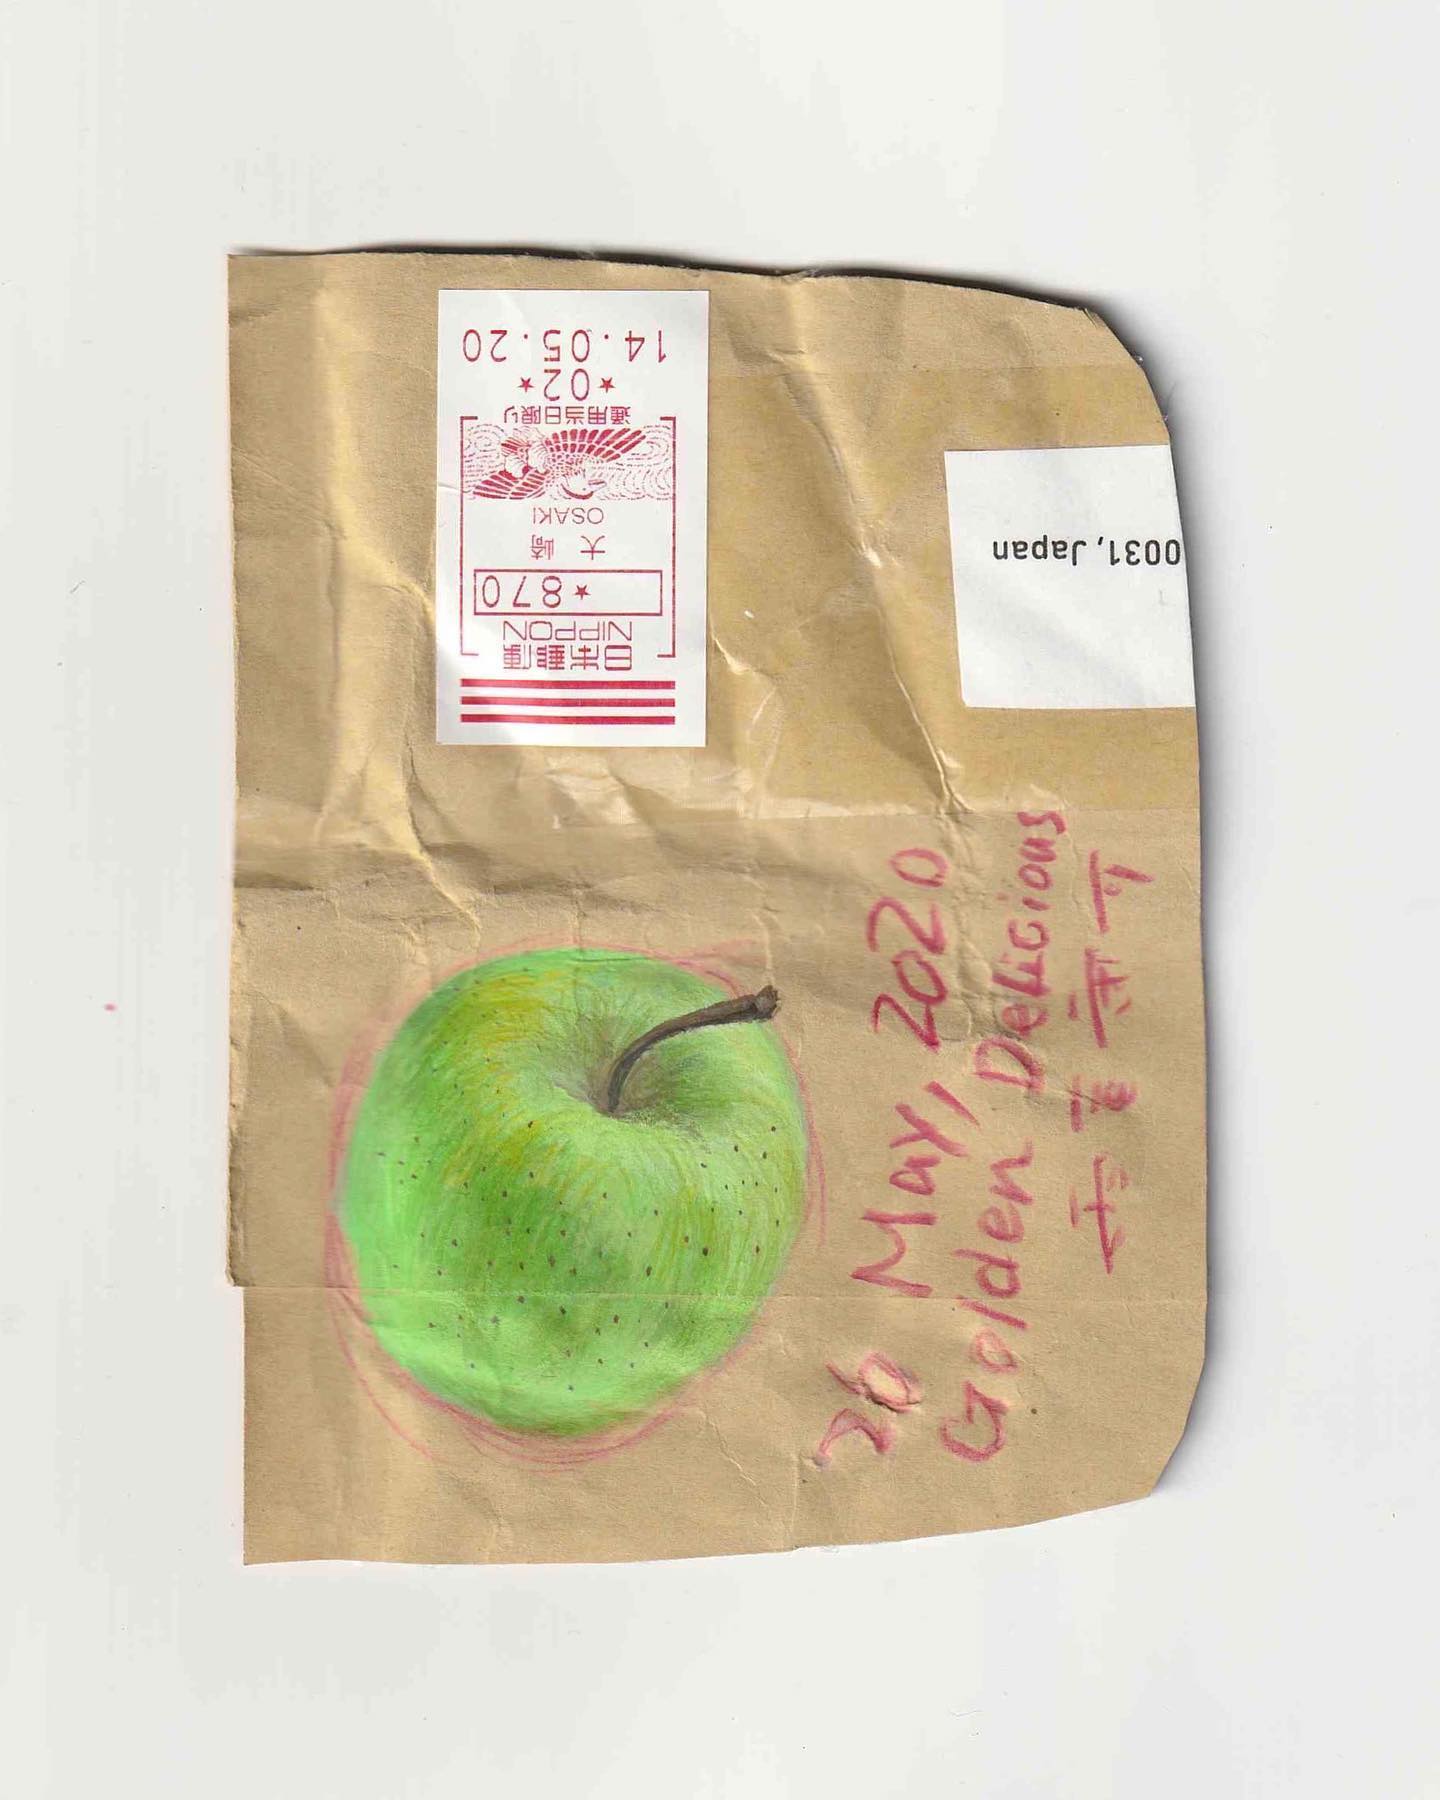 日本郵便
NIPPON
★870
大崎
OSAKI
通用当日限り
★02★
14.05.20
0031, Japan
26 May, 2020
Golden Delicious